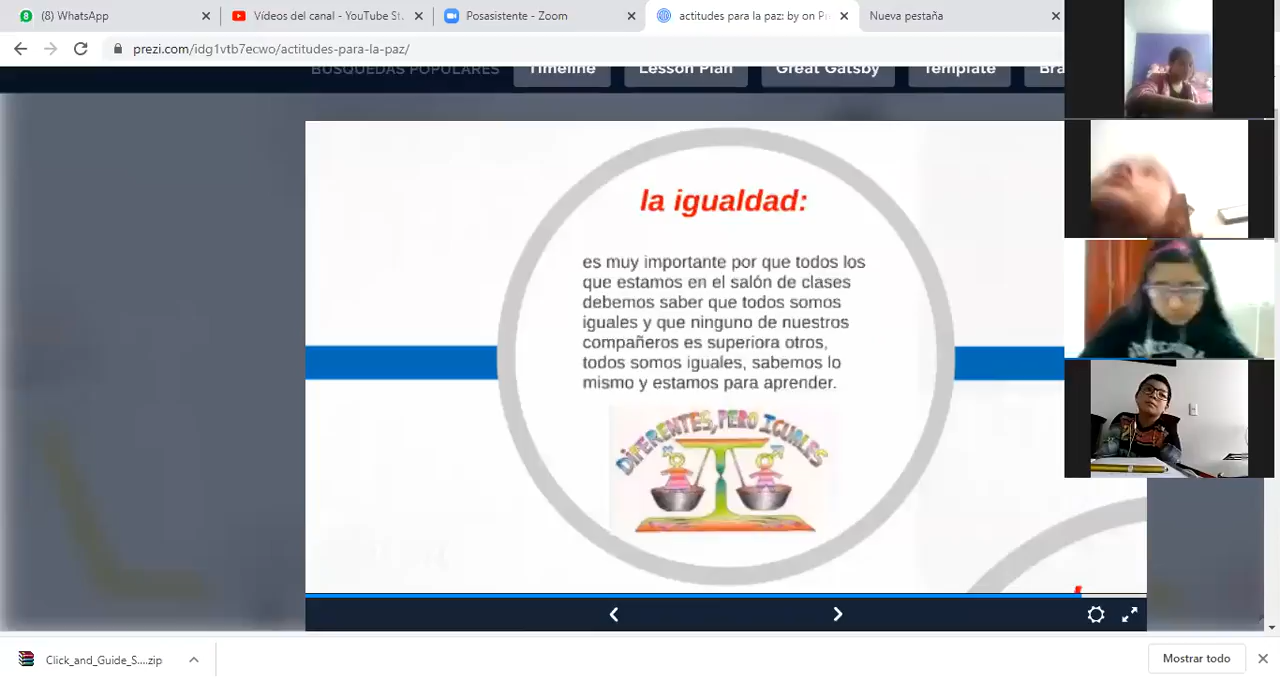 (8) WhatsApp
Vídeos del canal - YouTube St
Posasistente - Zoom
actitudes para la paz: by on Pr
Nueva pestaña
prezi.com/idg1vtb7ecwo/actitudes-para-la-paz/
BÚSQUEDAS POPULARES
Timeline
Lesson Plan
Great Gatsby
Template
Bra
la igualdad:
es muy importante por que todos los
que estamos en el salón de clases
debemos saber que todos somos
iguales y que ninguno de nuestros
compañeros es superiora otros,
todos somos iguales, sabemos lo
mismo y estamos para aprender.
DIFERENTES, PERO IGUALES
Click_and_Guide_S....zip
Mostrar todo